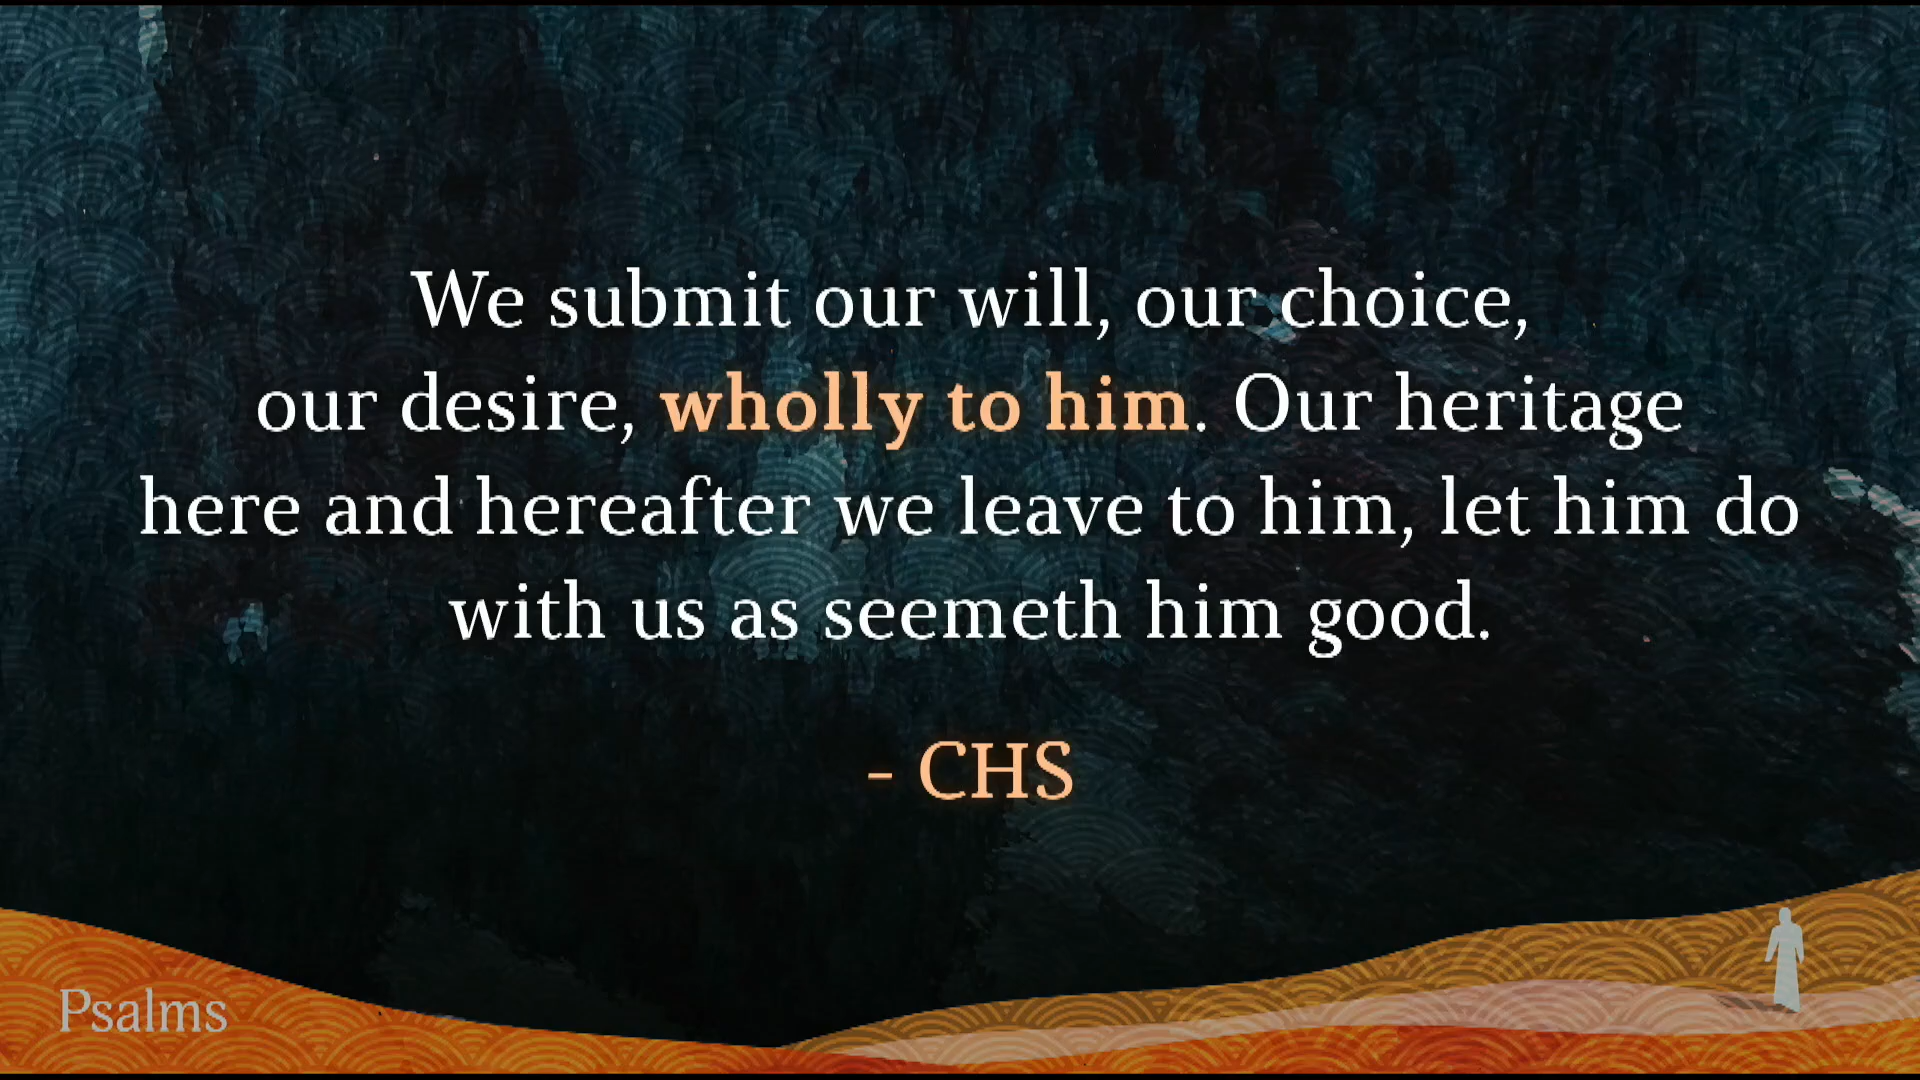 We submit our will, our choice,
our desire, wholly to him. Our heritage
here and hereafter we leave to him, let him do
with us as seemeth him good.
- CHS
Psalms